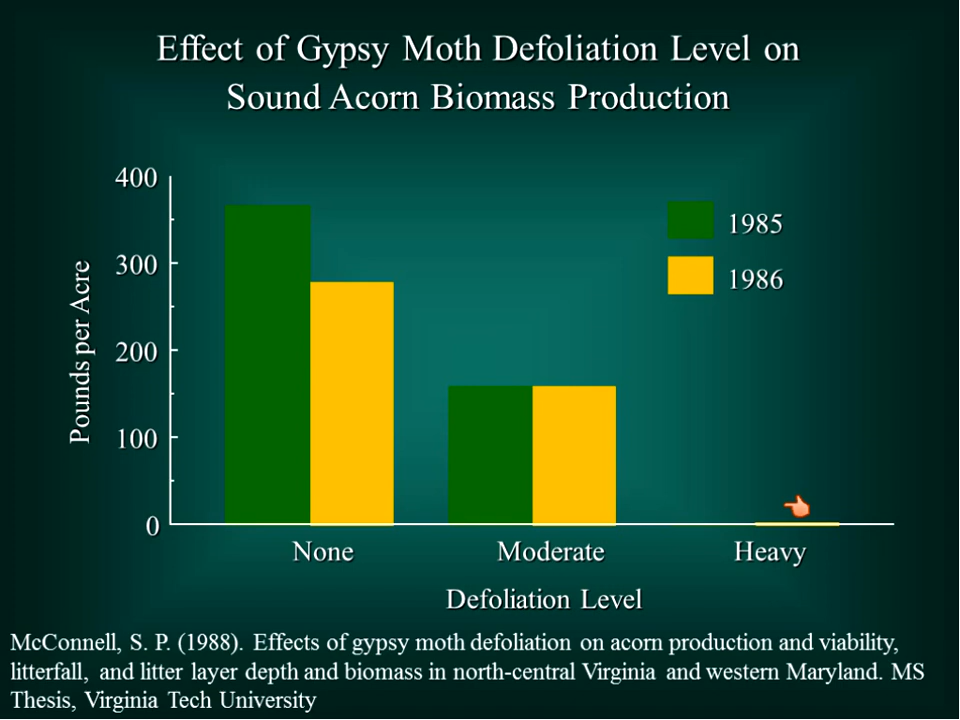 Effect of Gypsy Moth Defoliation Level on
Sound Acorn Biomass Production
Pounds per Acre
400
300
200
100
0
1985
1986
None Moderate Heavy
Defoliation Level
McConnell, S. P. (1988). Effects of gypsy moth defoliation on acorn production and viability,
litterfall, and litter layer depth and biomass in north-central Virginia and western Maryland. MS
Thesis, Virginia Tech University